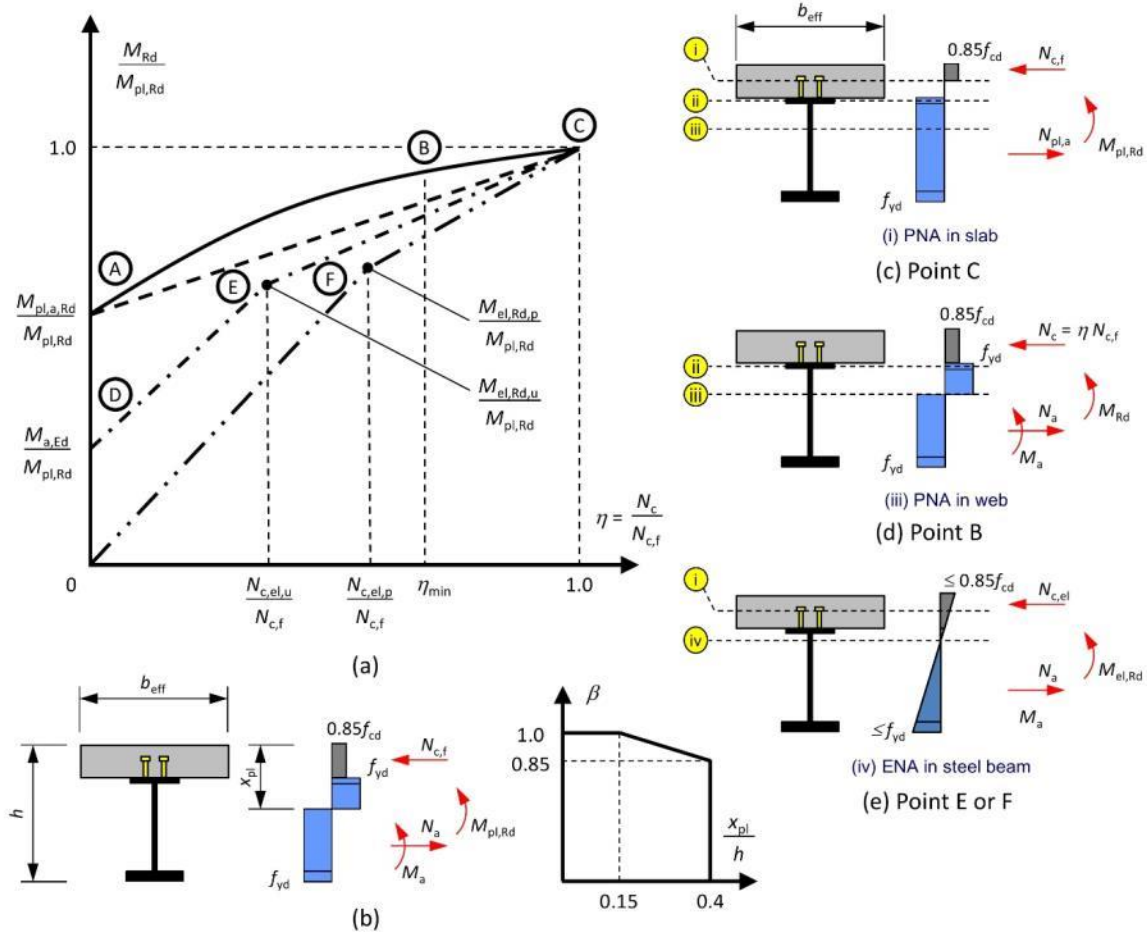 M_Rd
M_pl,Rd
1.0
A
B
C
D
E
F
M_pl,a,Rd
M_pl,Rd
M_a,Ed
M_pl,Rd
M_el,Rd,p
M_pl,Rd
M_el,Rd,u
M_pl,Rd
η = N_c
N_c,f
0
N_c,el,u
N_c,f
N_c,el,p
N_c,f
η_min
1.0
(a)
b_eff
0.85f_cd
i
ii
iii
N_c,f
N_pl,a
M_pl,Rd
f_yd
(i) PNA in slab
(c) Point C
0.85f_cd
f_yd
N_c = η N_c,f
ii
iii
N_a
M_Rd
M_a
f_yd
(iii) PNA in web
(d) Point B
≤ 0.85f_cd
i
iv
N_c,el
N_a
M_el,Rd
M_a
≤f_yd
(iv) ENA in steel beam
(e) Point E or F
b_eff
h
0.85f_cd
x_pl
f_yd
N_c,f
N_a
M_pl,Rd
M_a
f_yd
(b)
β
1.0
0.85
x_pl
h
0.15
0.4